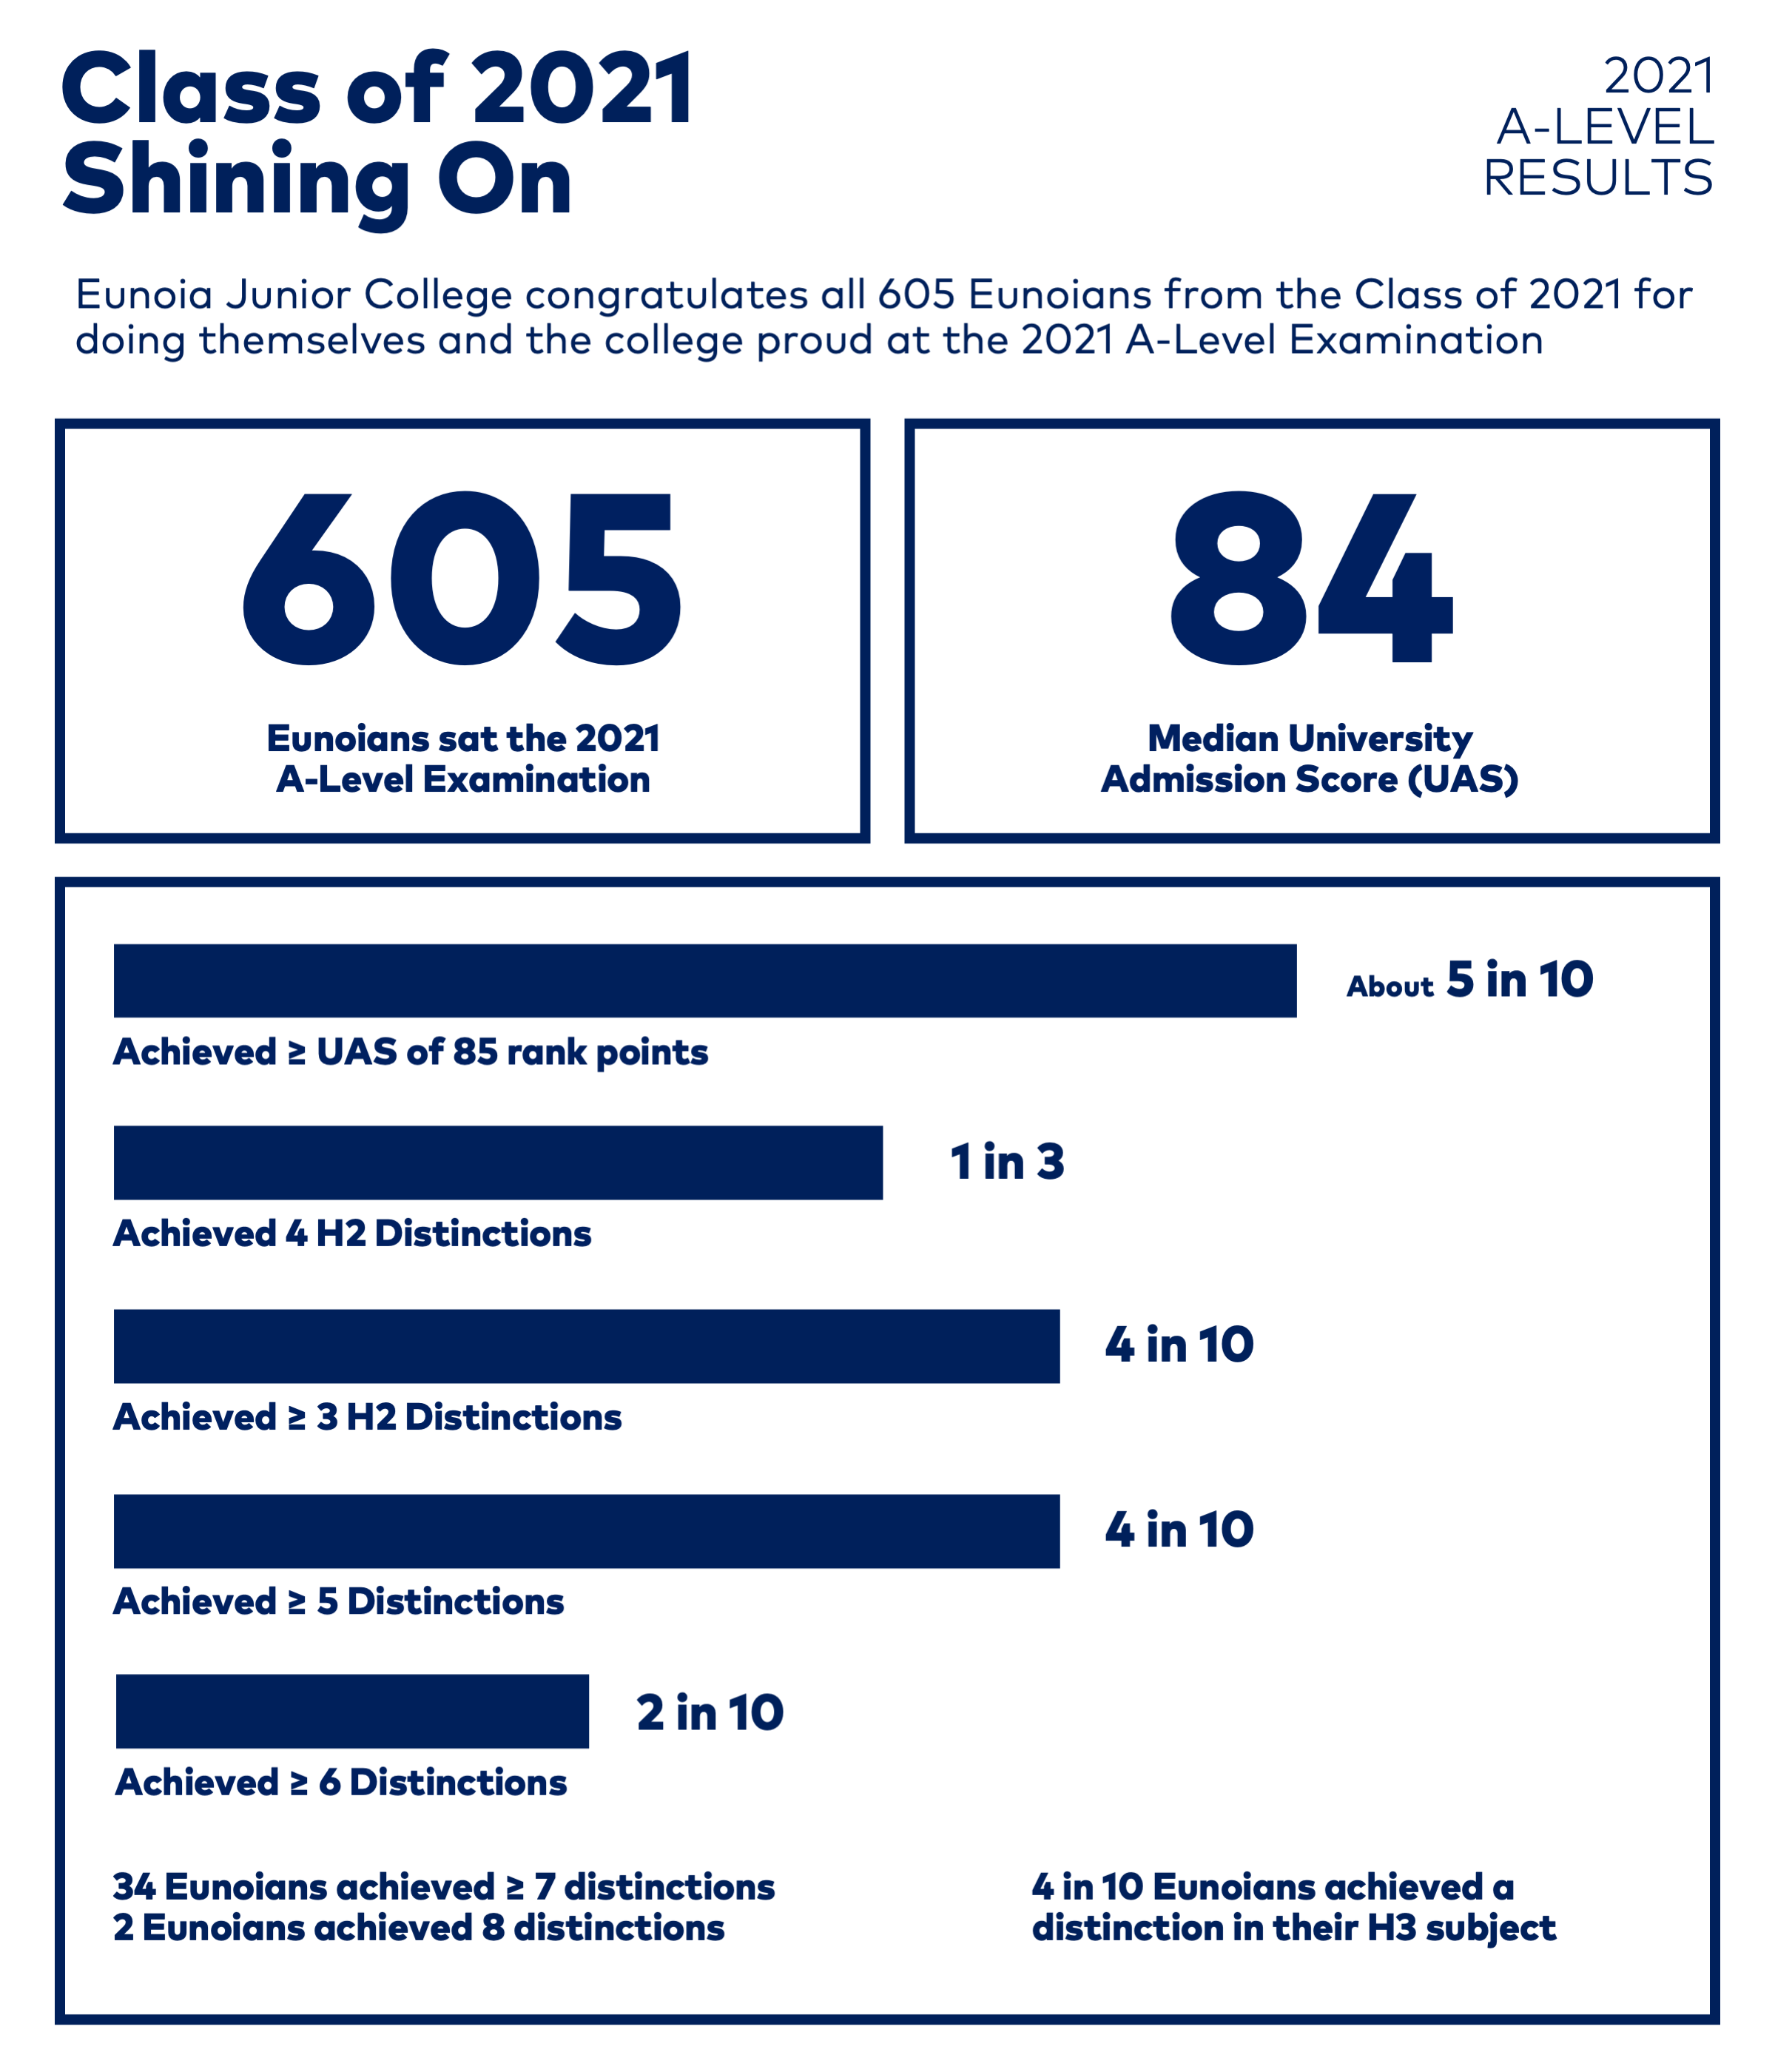 Class of 2021
Shining On
2021
A-LEVEL
RESULTS
Eunoia Junior College congratulates all 605 Eunoians from the Class of 2021 for
doing themselves and the college proud at the 2021 A-Level Examination
605
Eunoians sat the 2021
A-Level Examination
84
Median University
Admission Score (UAS)
About 5 in 10
Achieved ≥ UAS of 85 rank points
1 in 3
Achieved 4 H2 Distinctions
4 in 10
Achieved ≥ 3 H2 Distinctions
4 in 10
Achieved ≥ 5 Distinctions
2 in 10
Achieved ≥ 6 Distinctions
34 Eunoians achieved ≥ 7 distinctions
2 Eunoians achieved 8 distinctions
4 in 10 Eunoians achieved a
distinction in their H3 subject